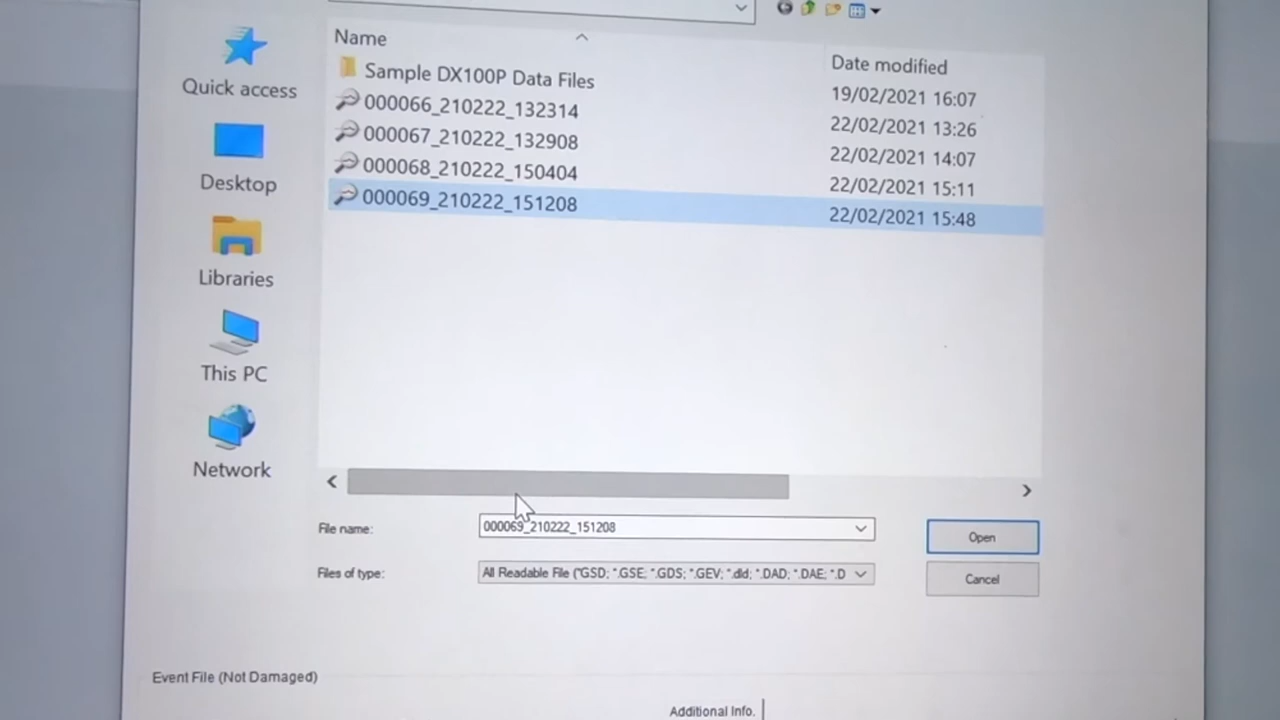 Name
Date modified
Quick access
Sample DX100P Data Files
19/02/2021 16:07
000066_210222_132314
22/02/2021 13:26
000067_210222_132908
22/02/2021 14:07
000068_210222_150404
22/02/2021 15:11
000069_210222_151208
22/02/2021 15:48
Desktop
Libraries
This PC
Network
File name:
000069_210222_151208
Open
Files of type:
All Readable File (*GSD; *.GSE; *.GDS; *.GEV; *.dld; *.DAD; *.DAE; *.D
Cancel
Event File (Not Damaged)
Additional Info.